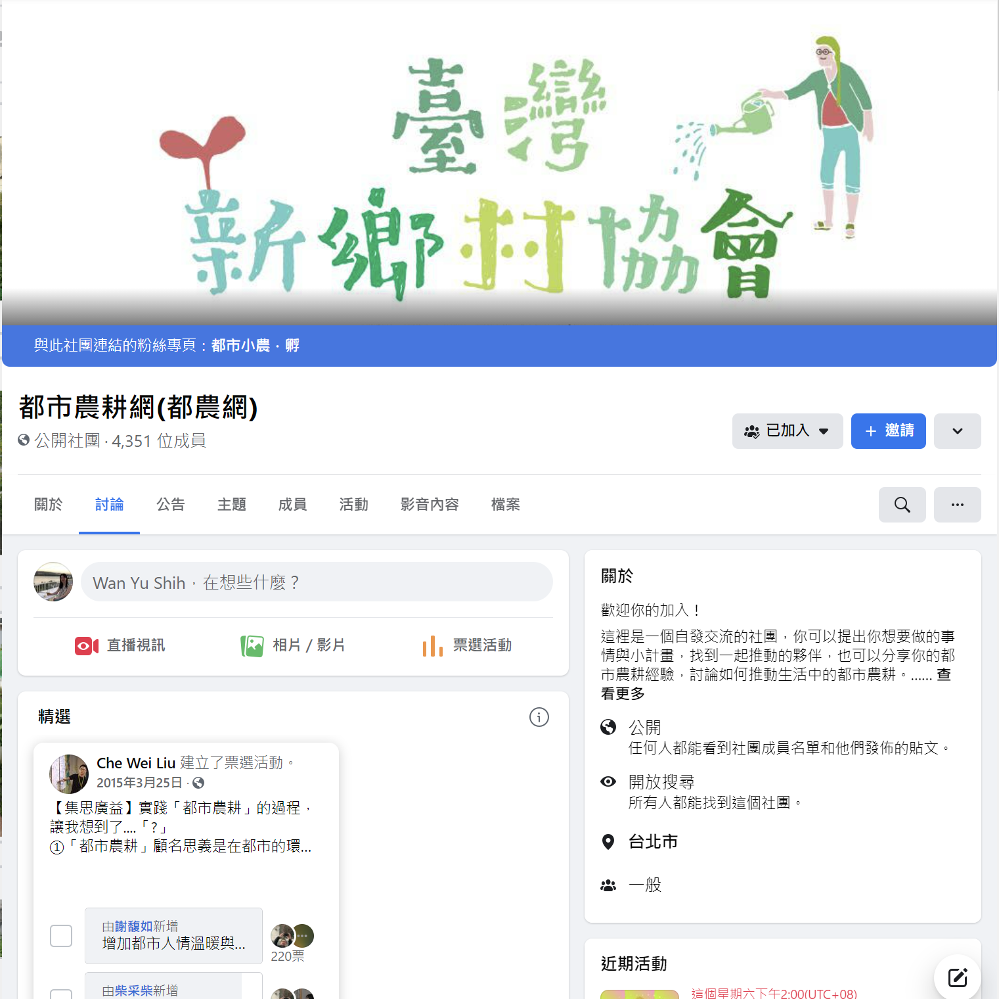 臺灣
新鄉村協會
與此社團連結的粉絲專頁：都市小農．孵
都市農耕網(都農網)
公開社團 · 4,351 位成員
已加入
邀請
關於
討論
公告
主題
成員
活動
影音內容
檔案
Wan Yu Shih，在想些什麼？
直播視訊
相片 / 影片
票選活動
精選
Che Wei Liu 建立了票選活動。
2015年3月25日 ·
【集思廣益】實踐「都市農耕」的過程，
讓我想到了....「?」
①「都市農耕」顧名思義是在都市的環...
由謝馥如新增
增加都市人情溫暖與...
220票
由柴采柴新增
關於
歡迎你的加入！
這裡是一個自發交流的社團，你可以提出你想要做的事
情與小計畫，找到一起推動的夥伴，也可以分享你的都
市農耕經驗，討論如何推動生活中的都市農耕。...... 查
看更多
公開
任何人都能看到社團成員名單和他們發佈的貼文。
開放搜尋
所有人都能找到這個社團。
台北市
一般
近期活動
這個星期六下午2:00(UTC+08)